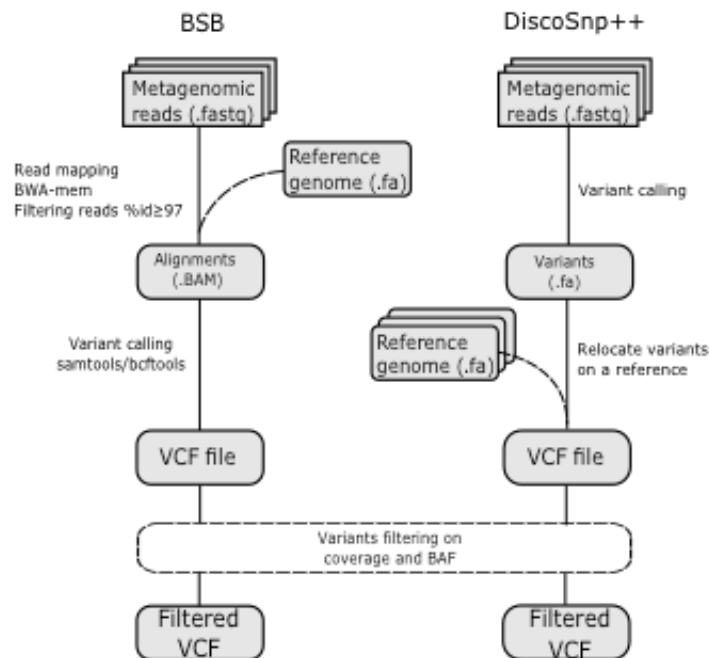 BSB
DiscoSnp++
Metagenomic
reads (.fastq)
Metagenomic
reads (.fastq)
Read mapping
BWA-mem
Filtering reads %id≥97
Reference
genome (.fa)
Variant calling
Alignments
(.BAM)
Variants
(.fa)
Variant calling
samtools/bcftools
Reference
genome (.fa)
Relocate variants
on a reference
VCF file
VCF file
Variants filtering on
coverage and BAF
Filtered
VCF
Filtered
VCF